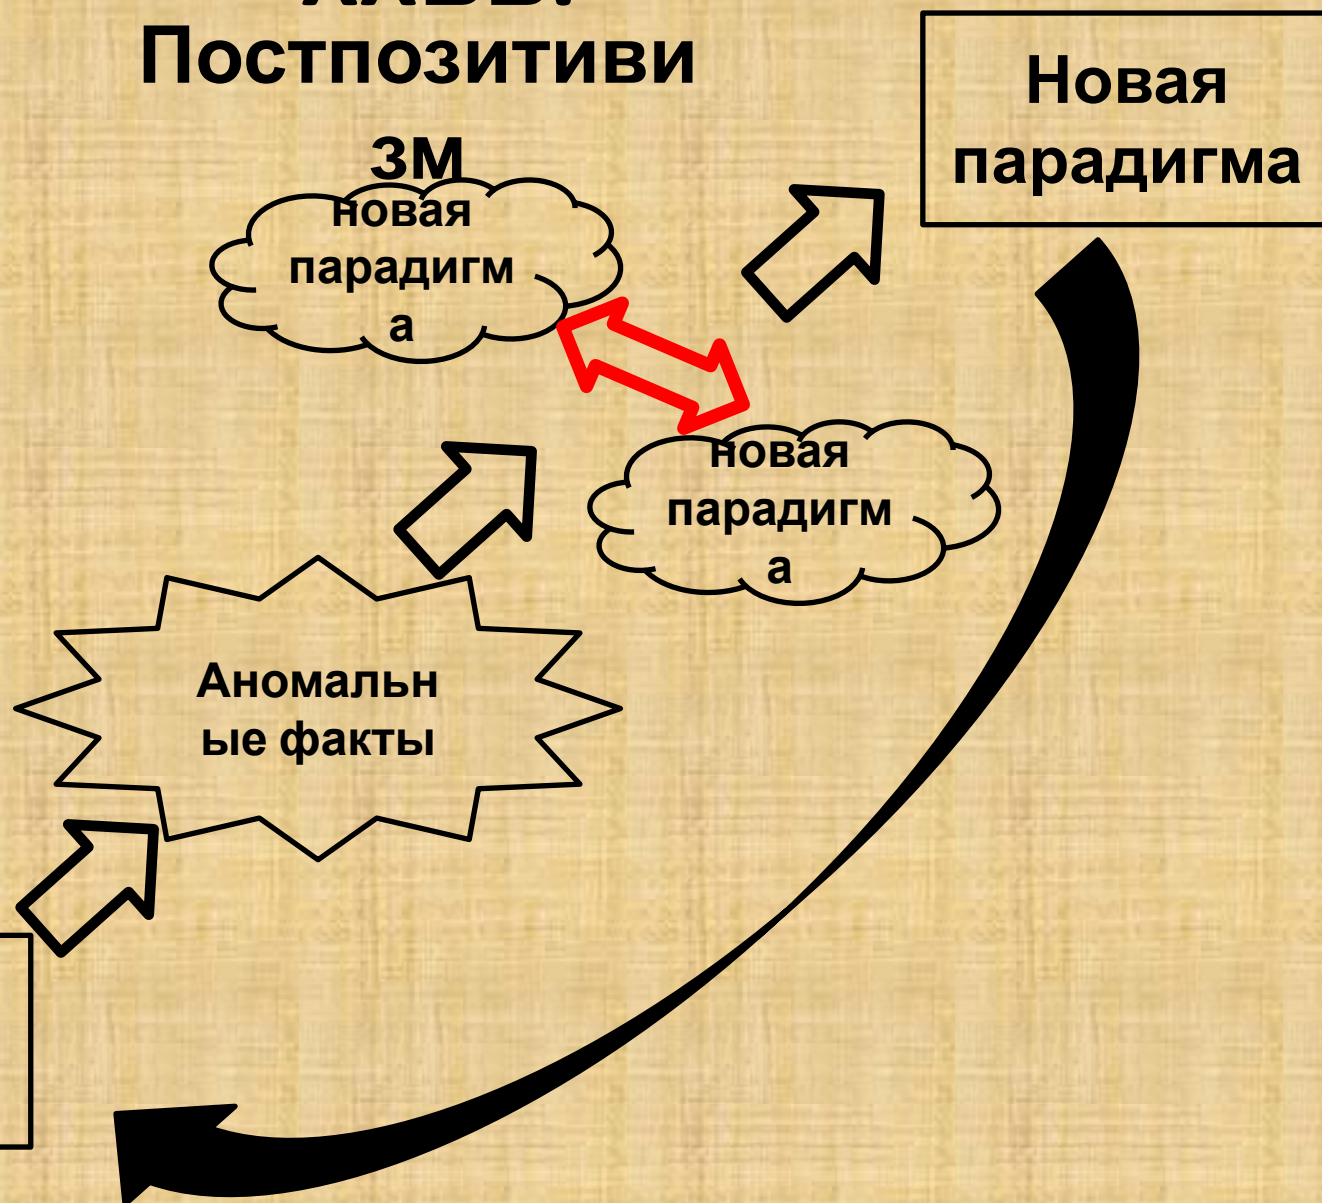 Постпозитиви
зм
Новая
парадигма
новая
парадигм
а
новая
парадигм
а
Аномальн
ые факты